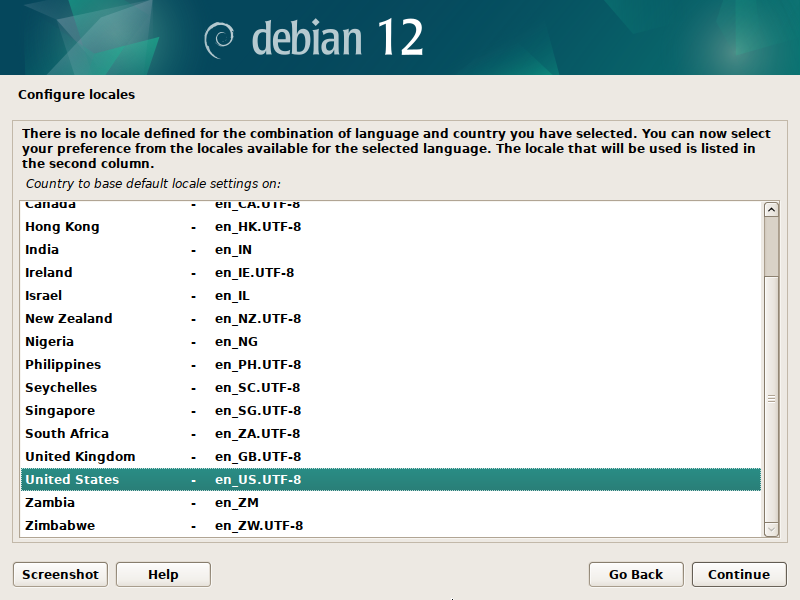 debian 12
Configure locales
There is no locale defined for the combination of language and country you have selected. You can now select
your preference from the locales available for the selected language. The locale that will be used is listed in
the second column.
Country to base default locale settings on:
Canada - en_CA.UTF-8
Hong Kong - en_HK.UTF-8
India - en_IN
Ireland - en_IE.UTF-8
Israel - en_IL
New Zealand - en_NZ.UTF-8
Nigeria - en_NG
Philippines - en_PH.UTF-8
Seychelles - en_SC.UTF-8
Singapore - en_SG.UTF-8
South Africa - en_ZA.UTF-8
United Kingdom - en_GB.UTF-8
United States - en_US.UTF-8
Zambia - en_ZM
Zimbabwe - en_ZW.UTF-8
Screenshot Help Go Back Continue